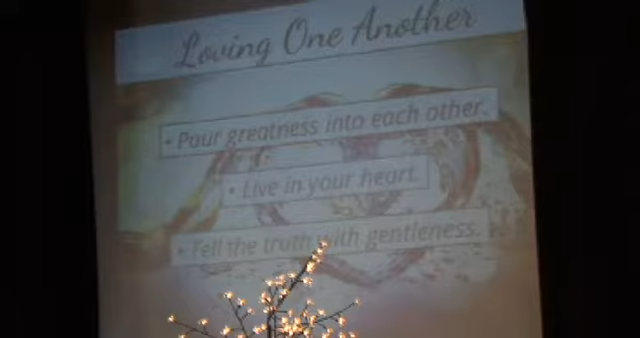 Loving One Another
• Pour greatness into each other.
• Live in your heart.
• Tell the truth with gentleness.